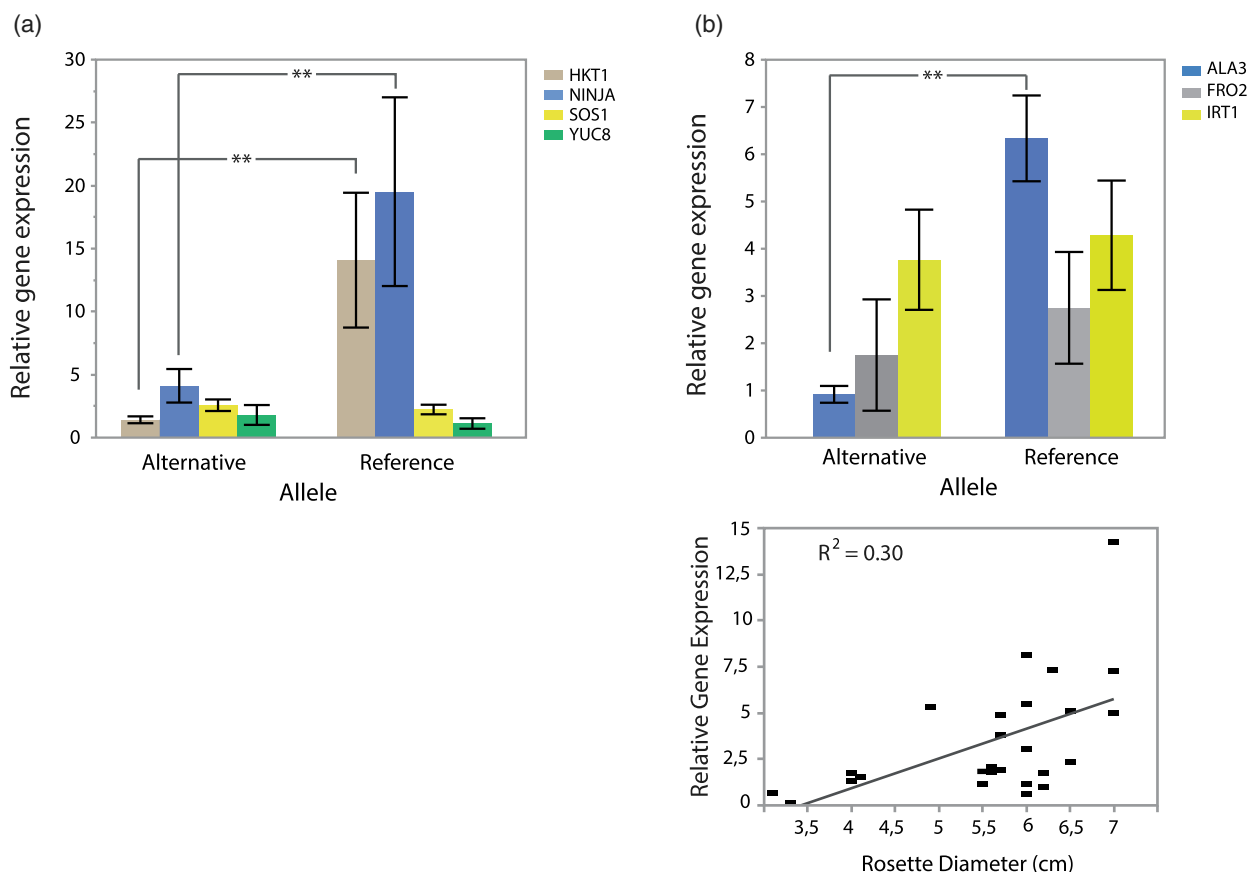 (a)
30
25
20
15
10
5
0
Relative gene expression
**
**
HKT1
NINJA
SOS1
YUC8
Alternative
Reference
Allele
(b)
8
7
6
5
4
3
2
1
0
Relative gene expression
**
ALA3
FRO2
IRT1
Alternative
Reference
Allele
15
12,5
10
7,5
5
2,5
0
Relative Gene Expression
R² = 0.30
3,5 4 4,5 5 5,5 6 6,5 7
Rosette Diameter (cm)